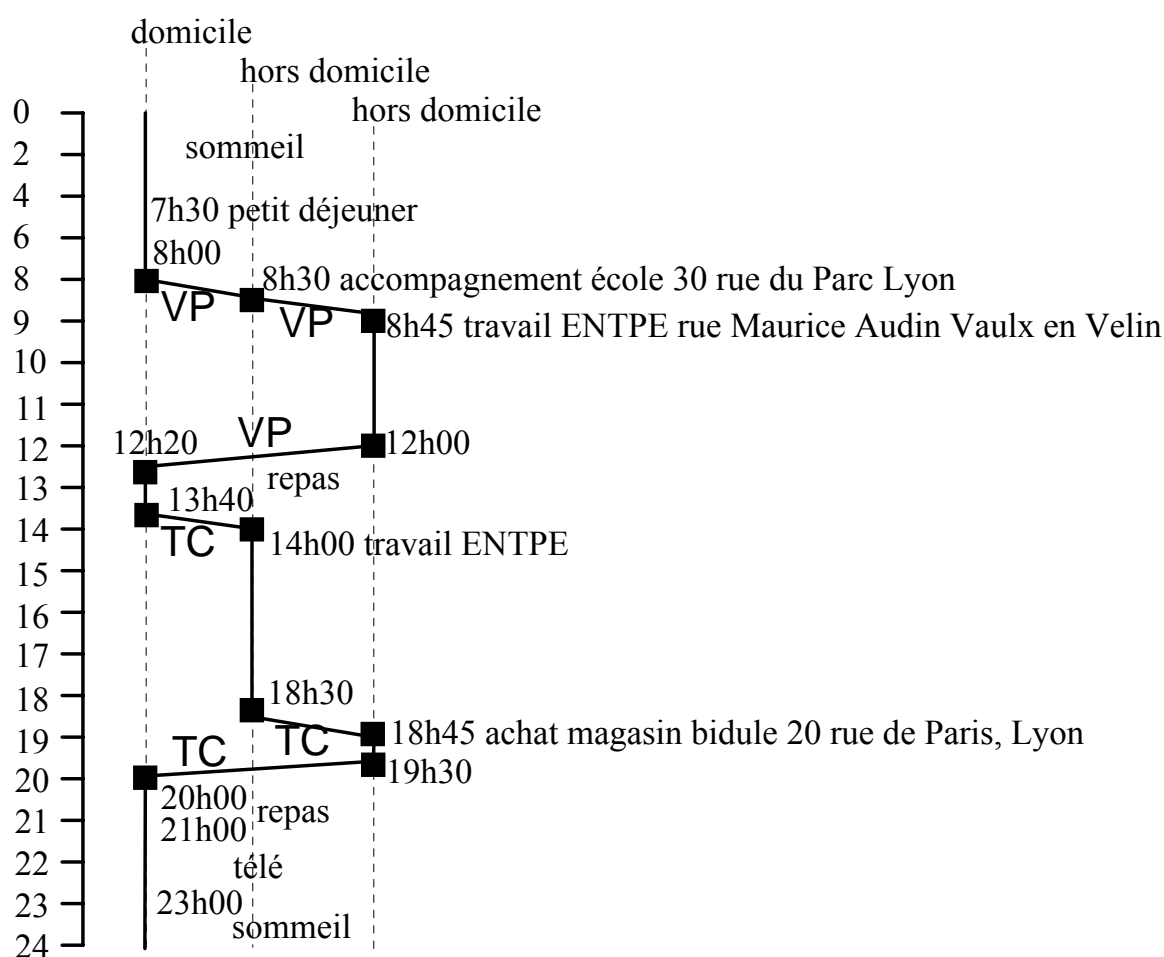 domicile
hors domicile
hors domicile
0
sommeil
2
4
7h30 petit déjeuner
6
8h00
8
8h30 accompagnement école 30 rue du Parc Lyon
VP
VP
9
8h45 travail ENTPE rue Maurice Audin Vaulx en Velin
10
11
VP
12h20
12h00
12
repas
13
13h40
14
TC
14h00 travail ENTPE
15
16
17
18h30
18
18h45 achat magasin bidule 20 rue de Paris, Lyon
19
TC
TC
19h30
20
20h00
repas
21
21h00
22
télé
23
23h00
sommeil
24